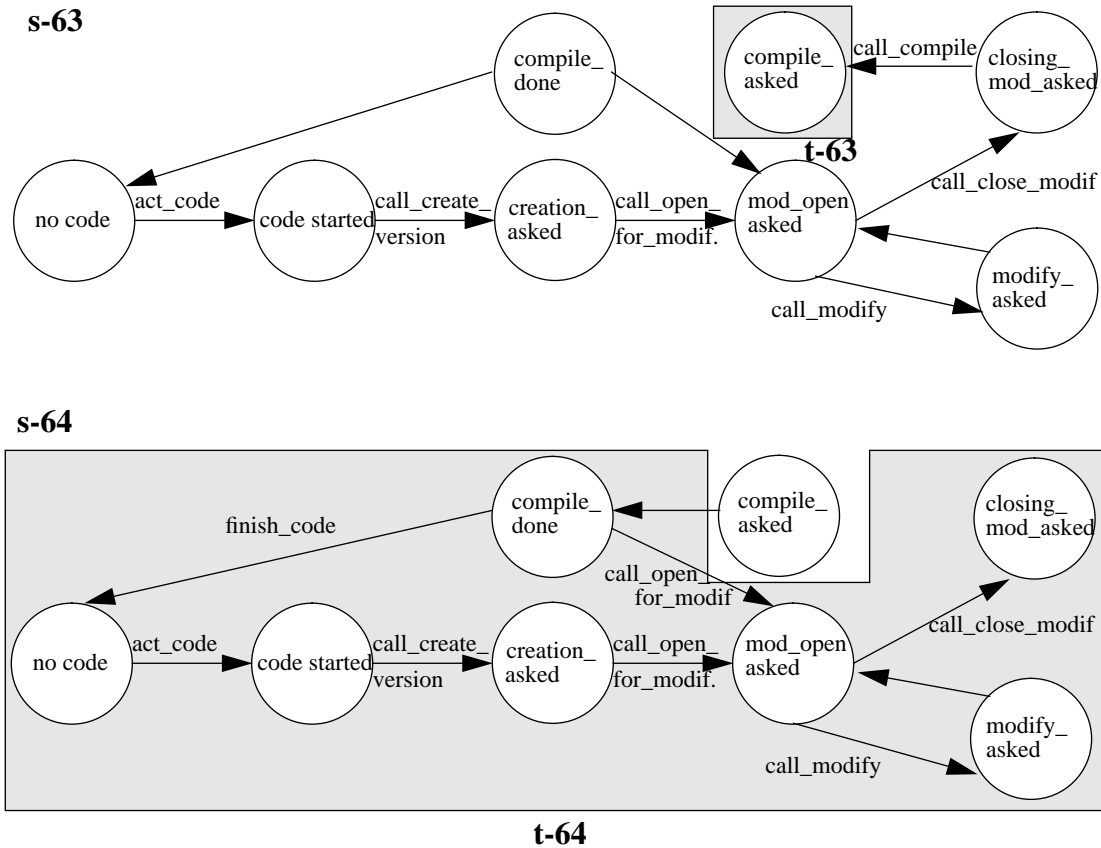 s-63
compile_
done
compile_
asked
call_compile
closing_
mod_asked
t-63
no code
act_code
code started
call_create_
version
creation_
asked
call_open_
for_modif.
mod_open
asked
call_close_modif
call_modify
modify_
asked
s-64
compile_
done
compile_
asked
closing_
mod_asked
finish_code
call_open_
for_modif
no code
act_code
code started
call_create_
version
creation_
asked
call_open_
for_modif.
mod_open
asked
call_close_modif
call_modify
modify_
asked
t-64